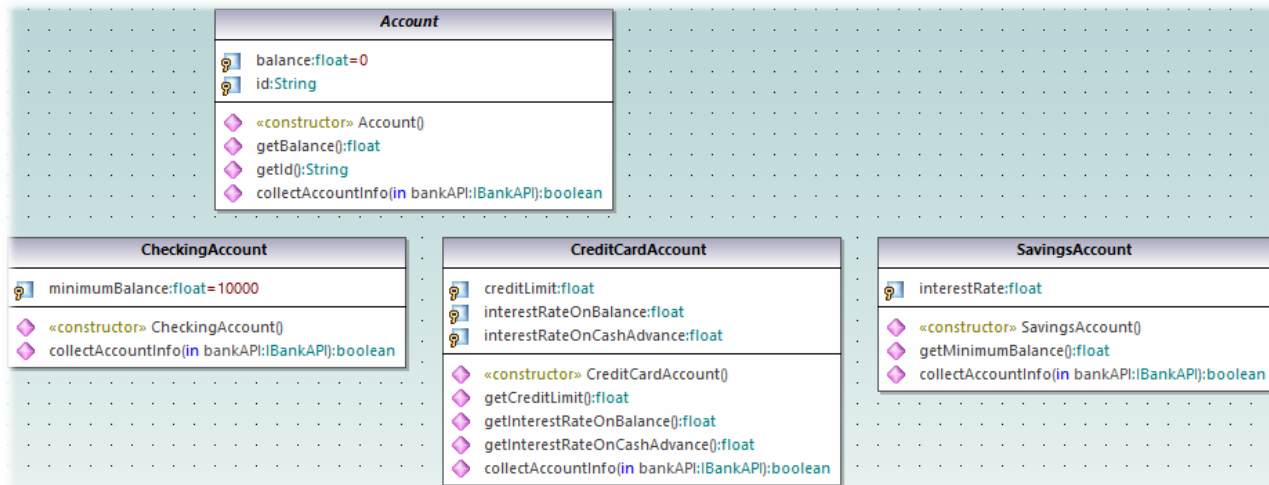 Account
balance:float=0
id:String
«constructor» Account()
getBalance():float
getId():String
collectAccountInfo(in bankAPI:IBankAPI):boolean
CheckingAccount
minimumBalance:float=10000
«constructor» CheckingAccount()
collectAccountInfo(in bankAPI:IBankAPI):boolean
CreditCardAccount
creditLimit:float
interestRateOnBalance:float
interestRateOnCashAdvance:float
«constructor» CreditCardAccount()
getCreditLimit():float
getInterestRateOnBalance():float
getInterestRateOnCashAdvance():float
collectAccountInfo(in bankAPI:IBankAPI):boolean
SavingsAccount
interestRate:float
«constructor» SavingsAccount()
getMinimumBalance():float
collectAccountInfo(in bankAPI:IBankAPI):boolean